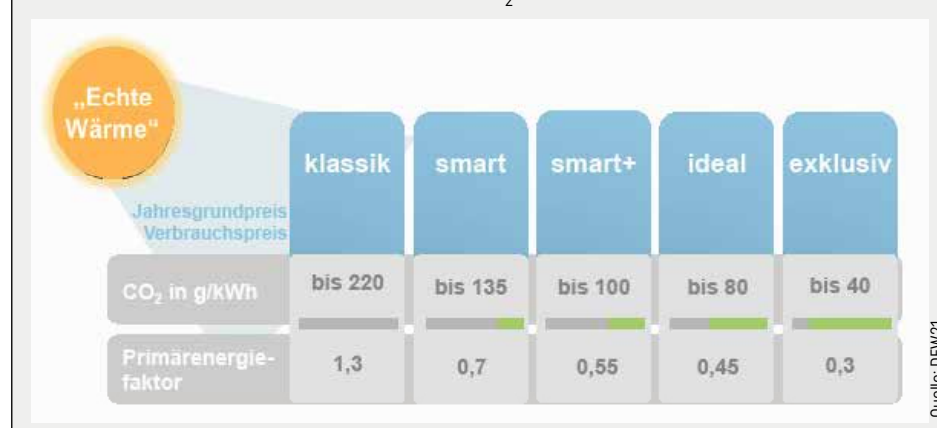 2
„Echte
Wärme“
klassik smart smart+ ideal exklusiv
Jahresgrundpreis
Verbrauchspreis
CO₂ in g/kWh bis 220 bis 135 bis 100 bis 80 bis 40
Primärenergie-
faktor 1,3 0,7 0,55 0,45 0,3
Quelle: